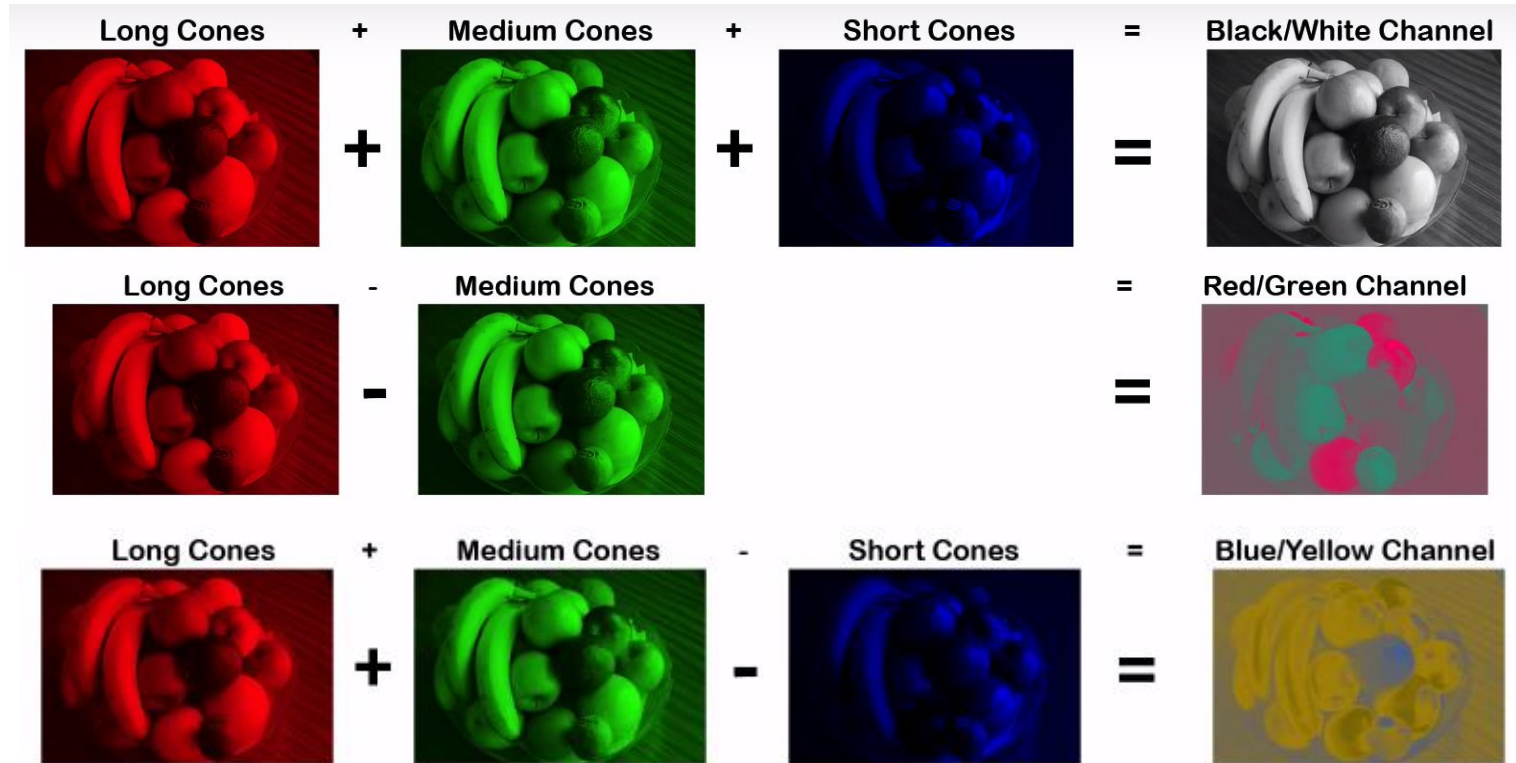 Long Cones + Medium Cones + Short Cones = Black/White Channel
+ + =
Long Cones - Medium Cones = Red/Green Channel
- =
Long Cones + Medium Cones - Short Cones = Blue/Yellow Channel
+ - =